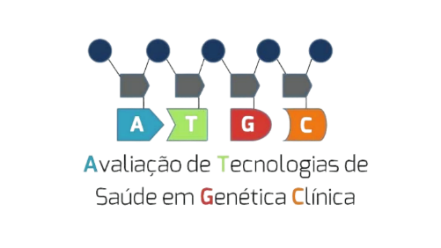 A T G C
Avaliação de Tecnologias de
Saúde em Genética Clínica